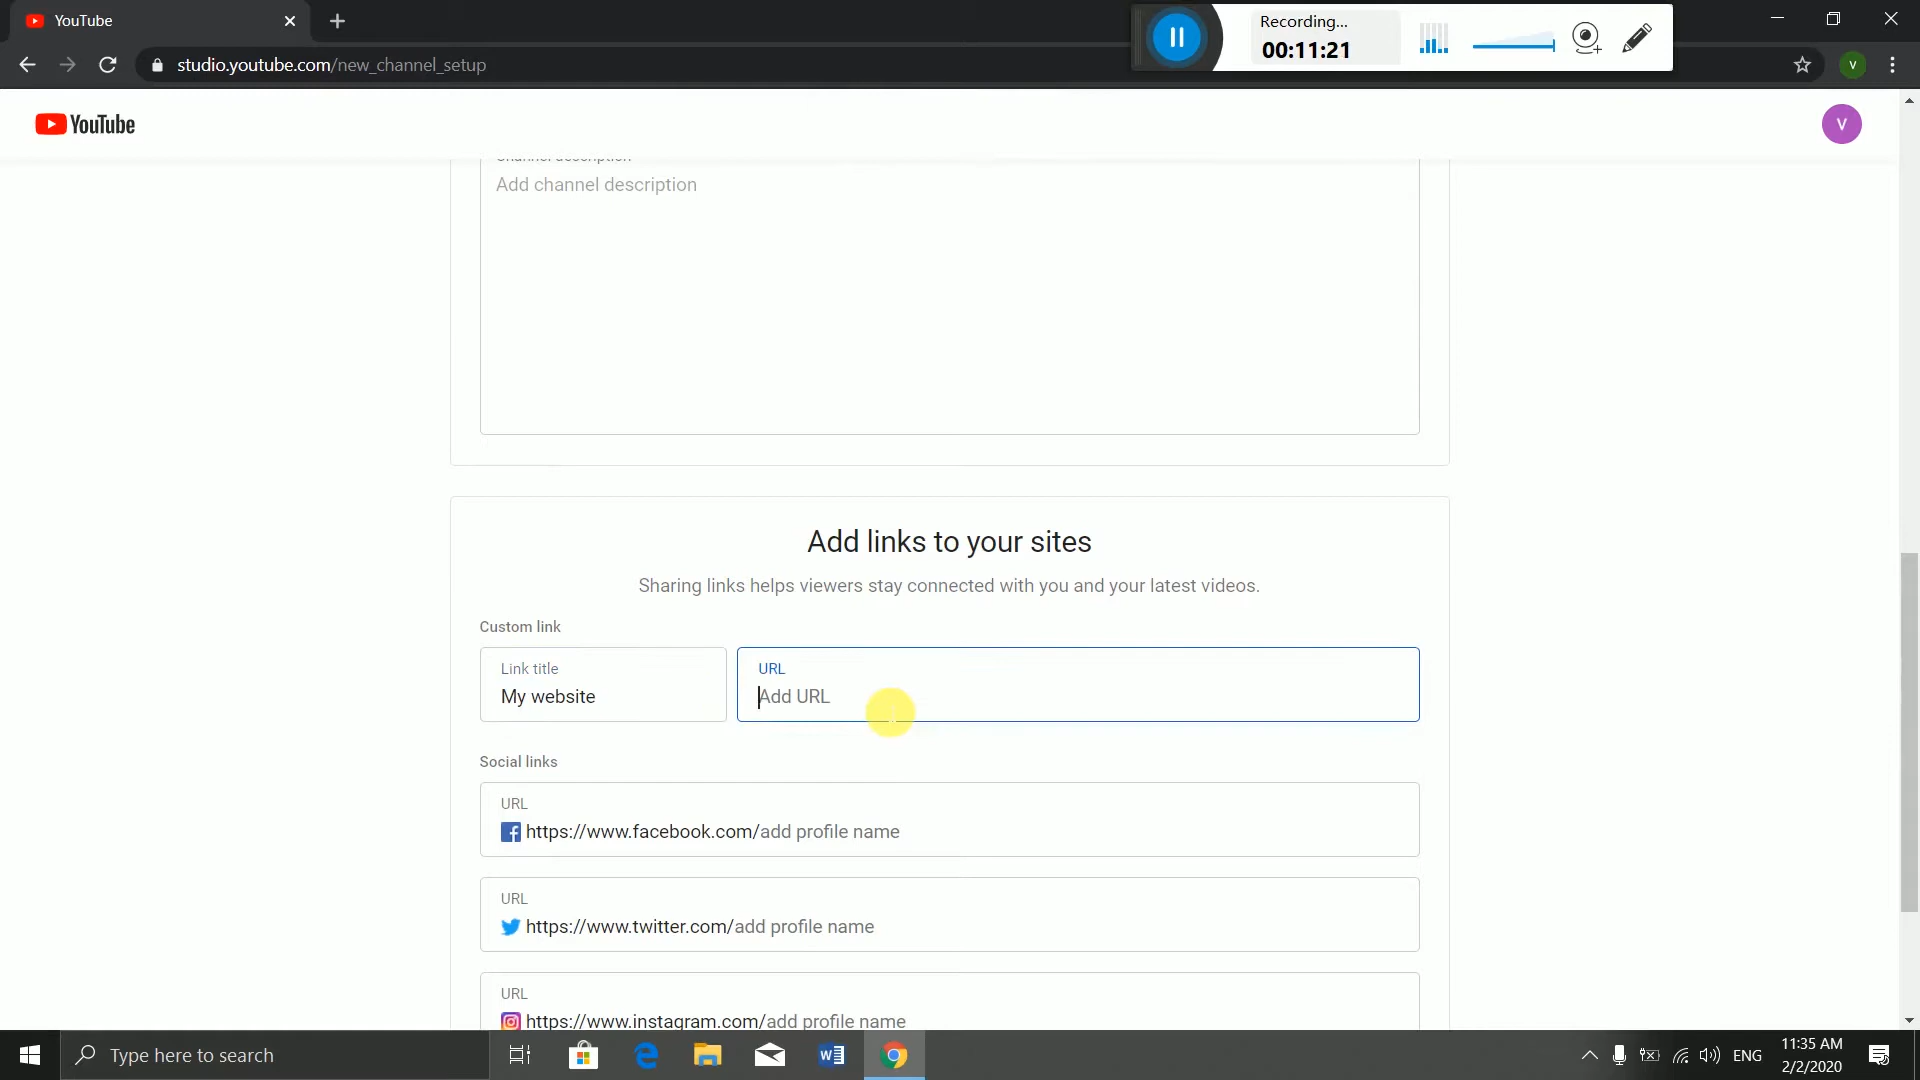 YouTube
Recording...
00:11:21
studio.youtube.com/new_channel_setup
V
YouTube
V
Channel description
Add channel description
Add links to your sites
Sharing links helps viewers stay connected with you and your latest videos.
Custom link
Link title
My website
URL
Add URL
Social links
URL
https://www.facebook.com/add profile name
URL
https://www.twitter.com/add profile name
URL
https://www.instagram.com/add profile name
Type here to search
ENG
11:35 AM
2/2/2020